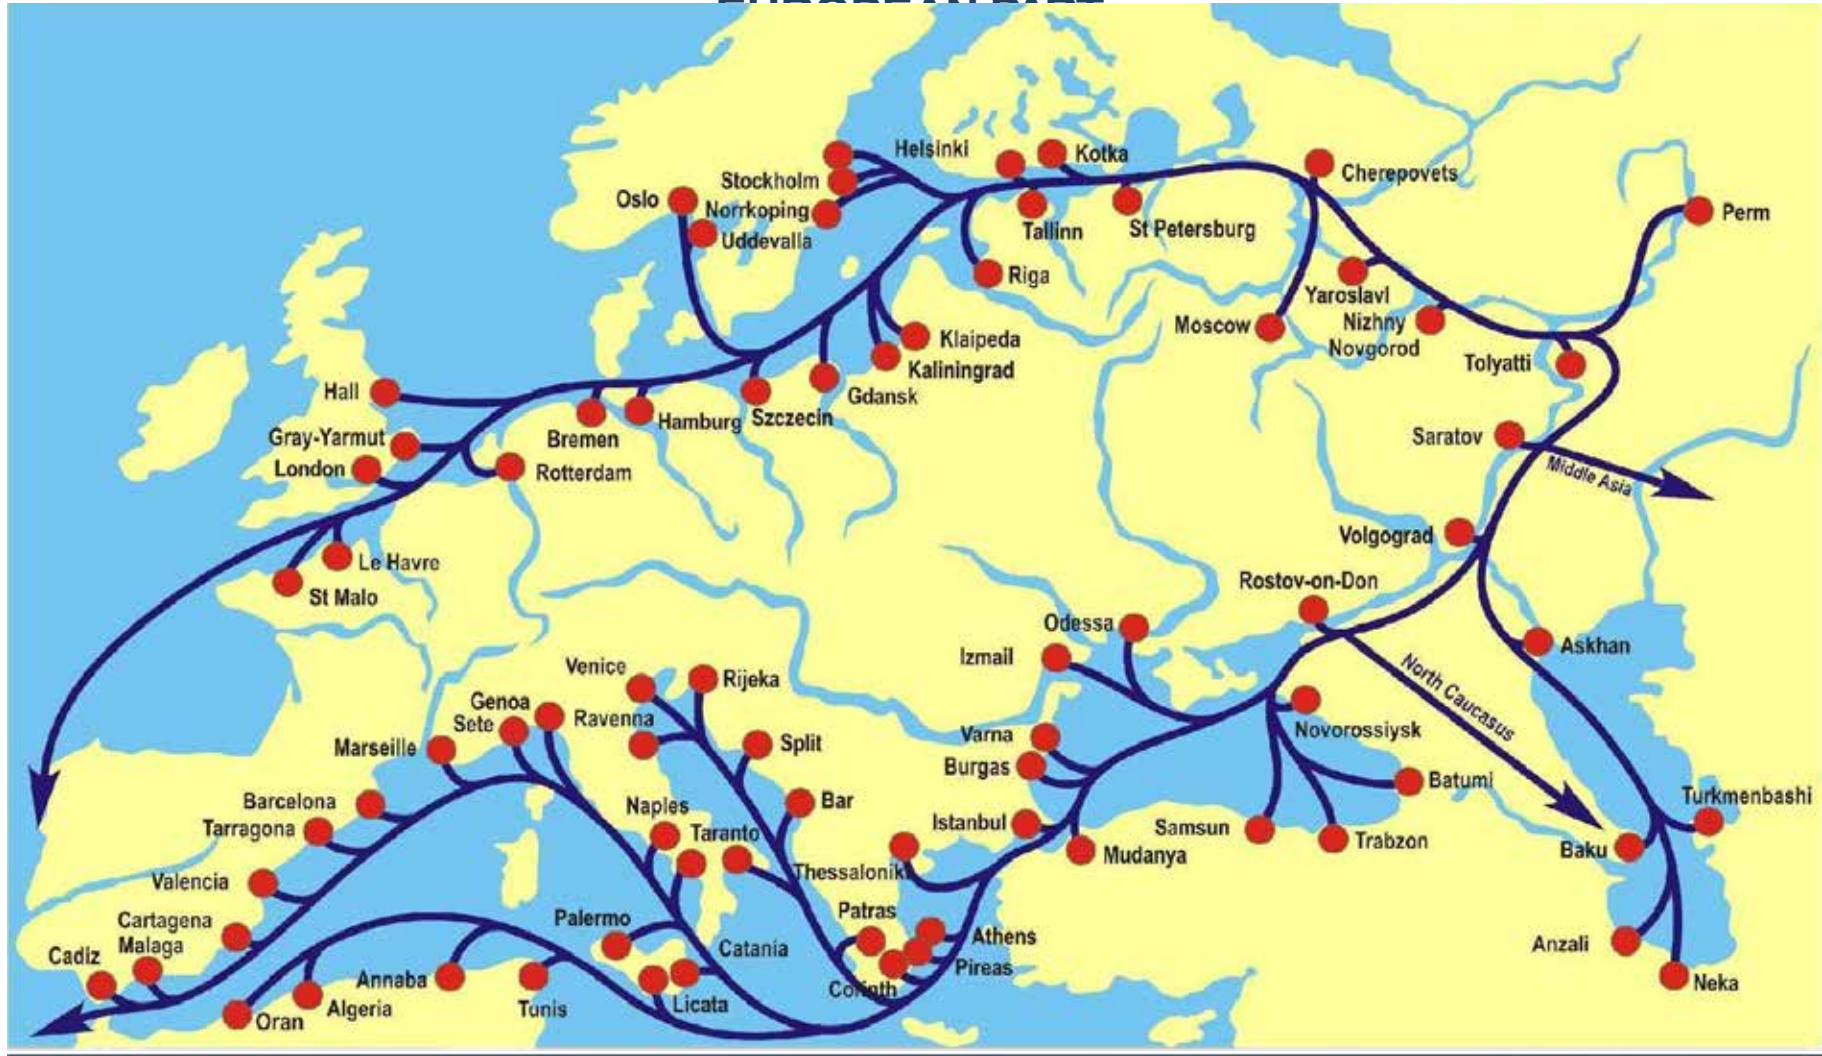 EUROPEAN PART
Helsinki
Kotka
Stockholm
Cherepovets
Oslo
Norrkoping
Perm
Uddevalla
Tallinn
St Petersburg
Riga
Yaroslavl
Moscow
Nizhny
Novgorod
Klaipeda
Kaliningrad
Tolyatti
Hall
Gdansk
Szczecin
Hamburg
Bremen
Gray-Yarmut
London
Rotterdam
Saratov
Middle Asia
Volgograd
Le Havre
St Malo
Rostov-on-Don
Odessa
Izmail
Askhan
North Caucasus
Venice
Rijeka
Genoa
Sete
Ravenna
Marseille
Split
Varna
Novorossiysk
Burgas
Batumi
Barcelona
Bar
Turkmenbashi
Tarragona
Naples
Taranto
Istanbul
Samsun
Trabzon
Mudanya
Baku
Valencia
Thessalonik
Cartagena
Malaga
Palermo
Patras
Athens
Anzali
Cadiz
Catania
Pireas
Annaba
Corinth
Neka
Oran
Algeria
Tunis
Licata